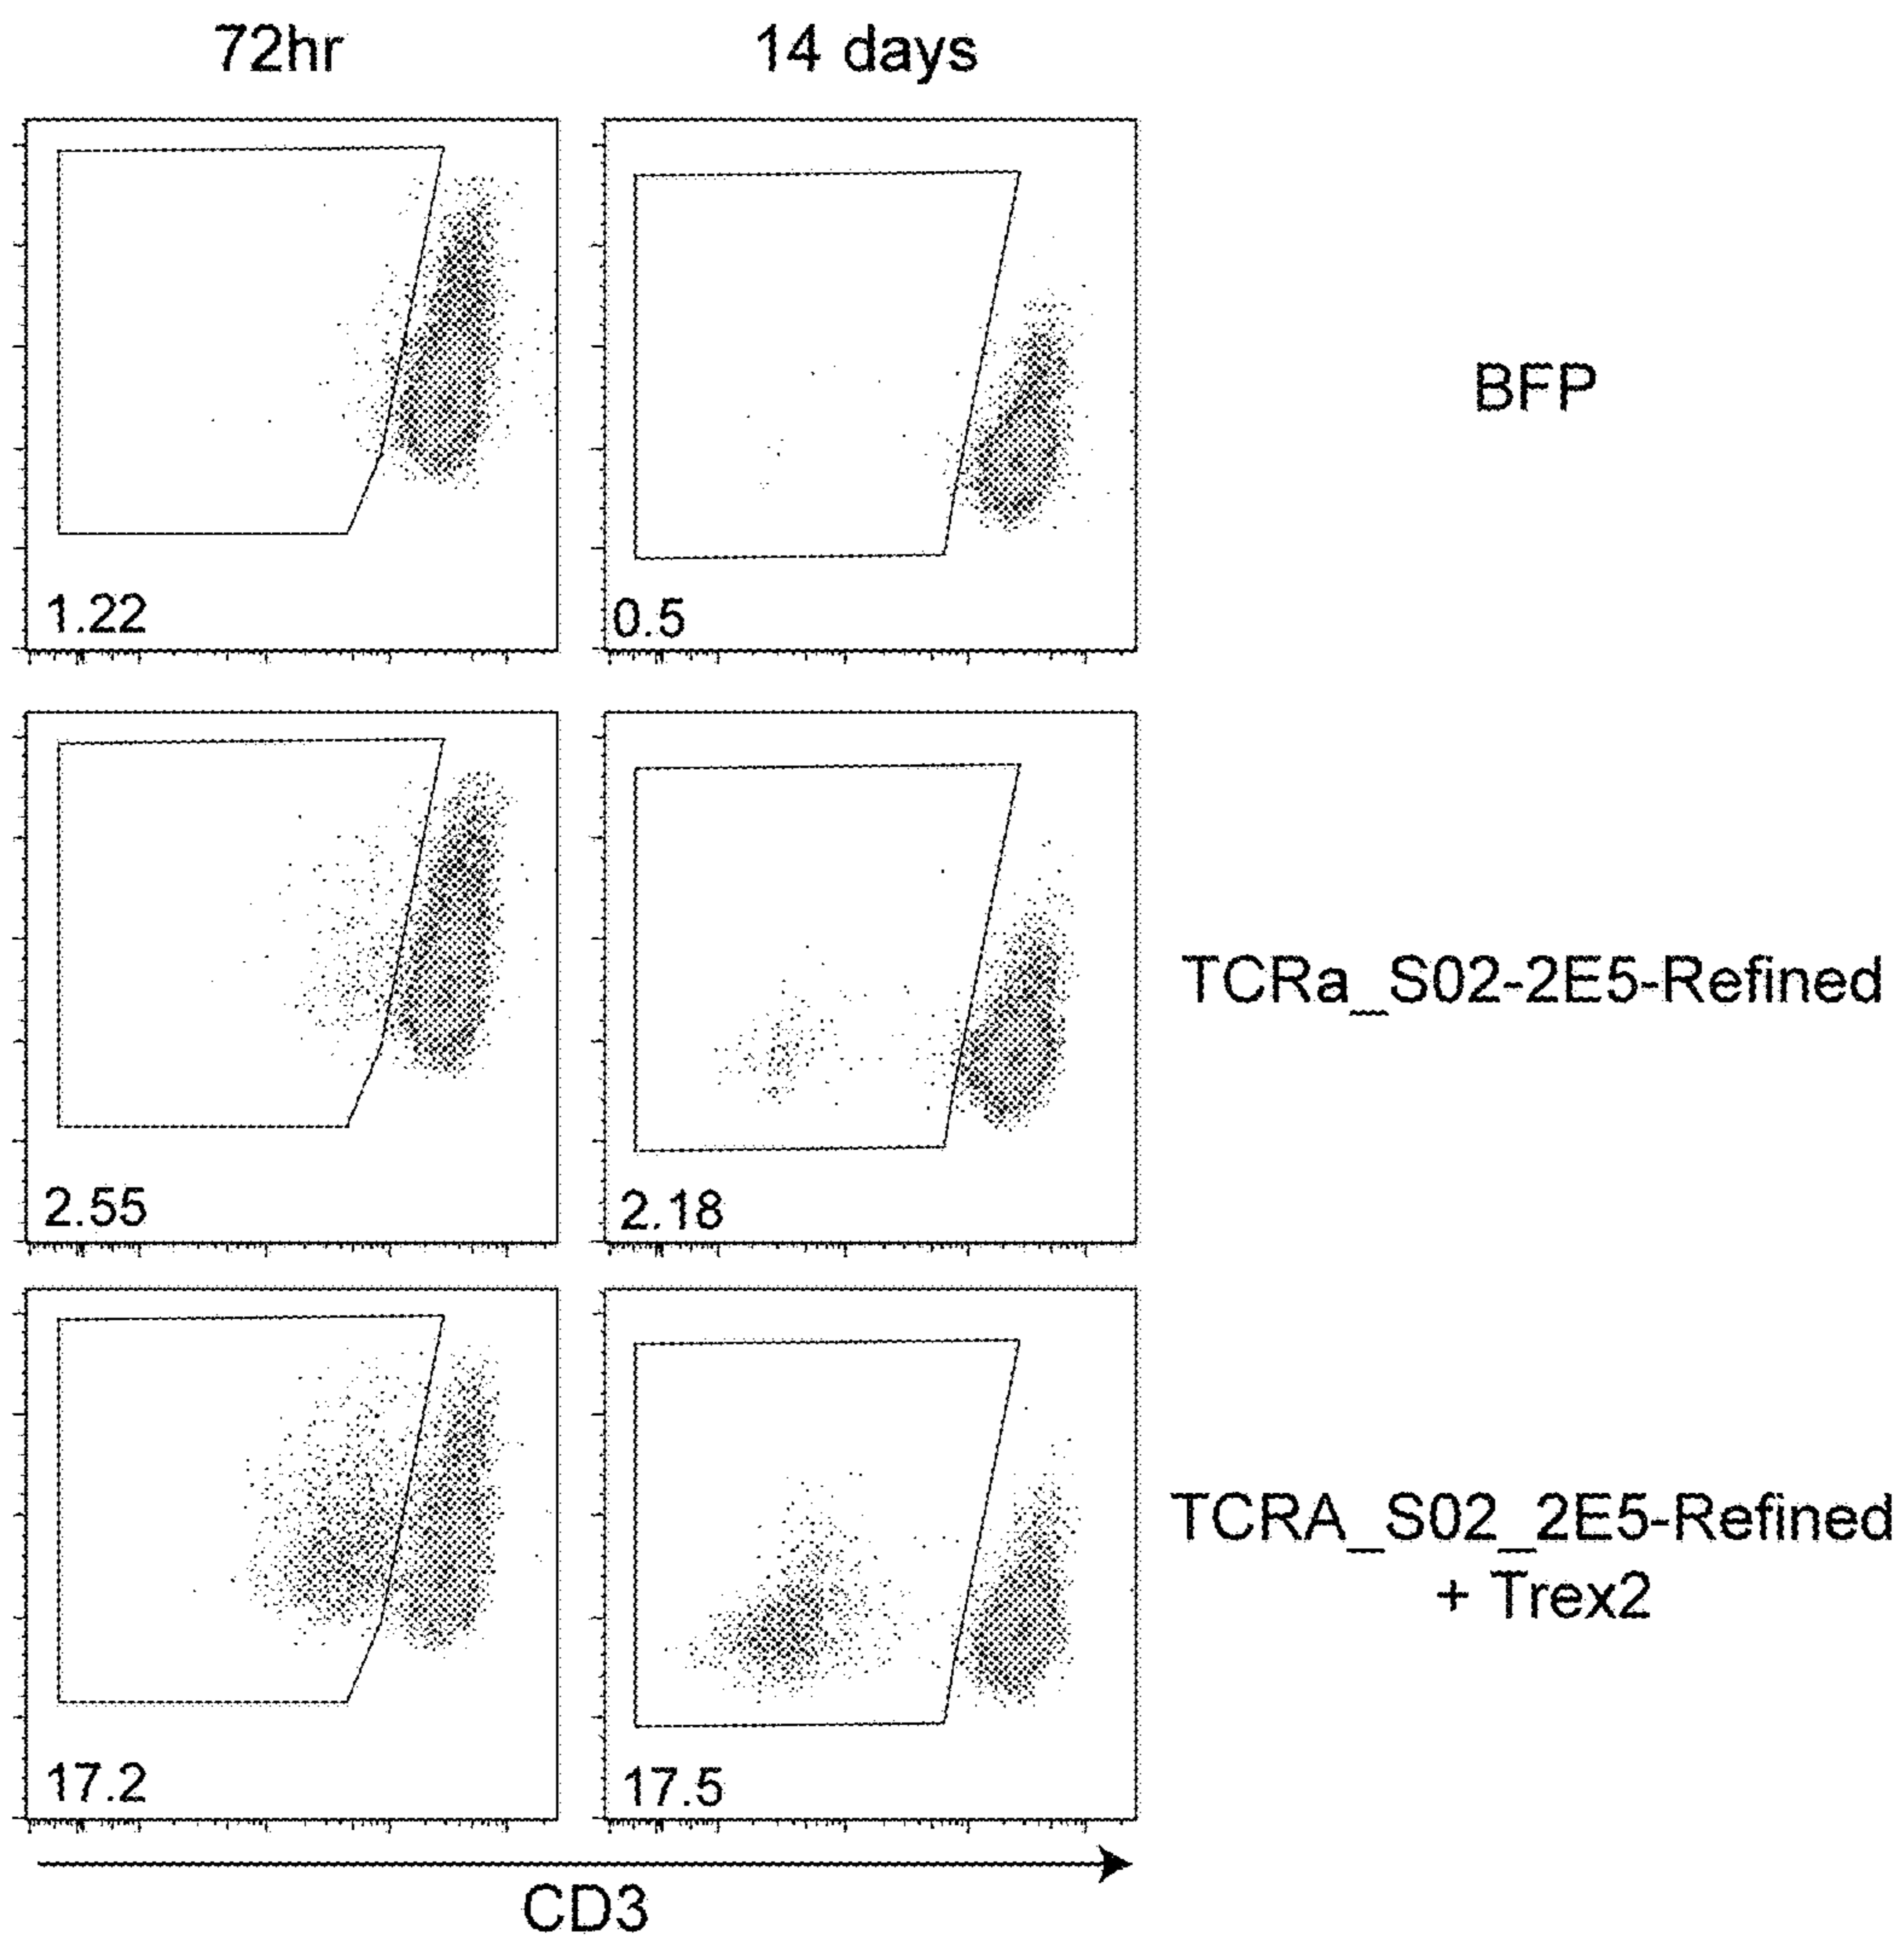 72hr 14 days
1.22 0.5 BFP
2.55 2.18 TCRa_S02-2E5-Refined
17.2 17.5 TCRA_S02_2E5-Refined
+ Trex2
CD3